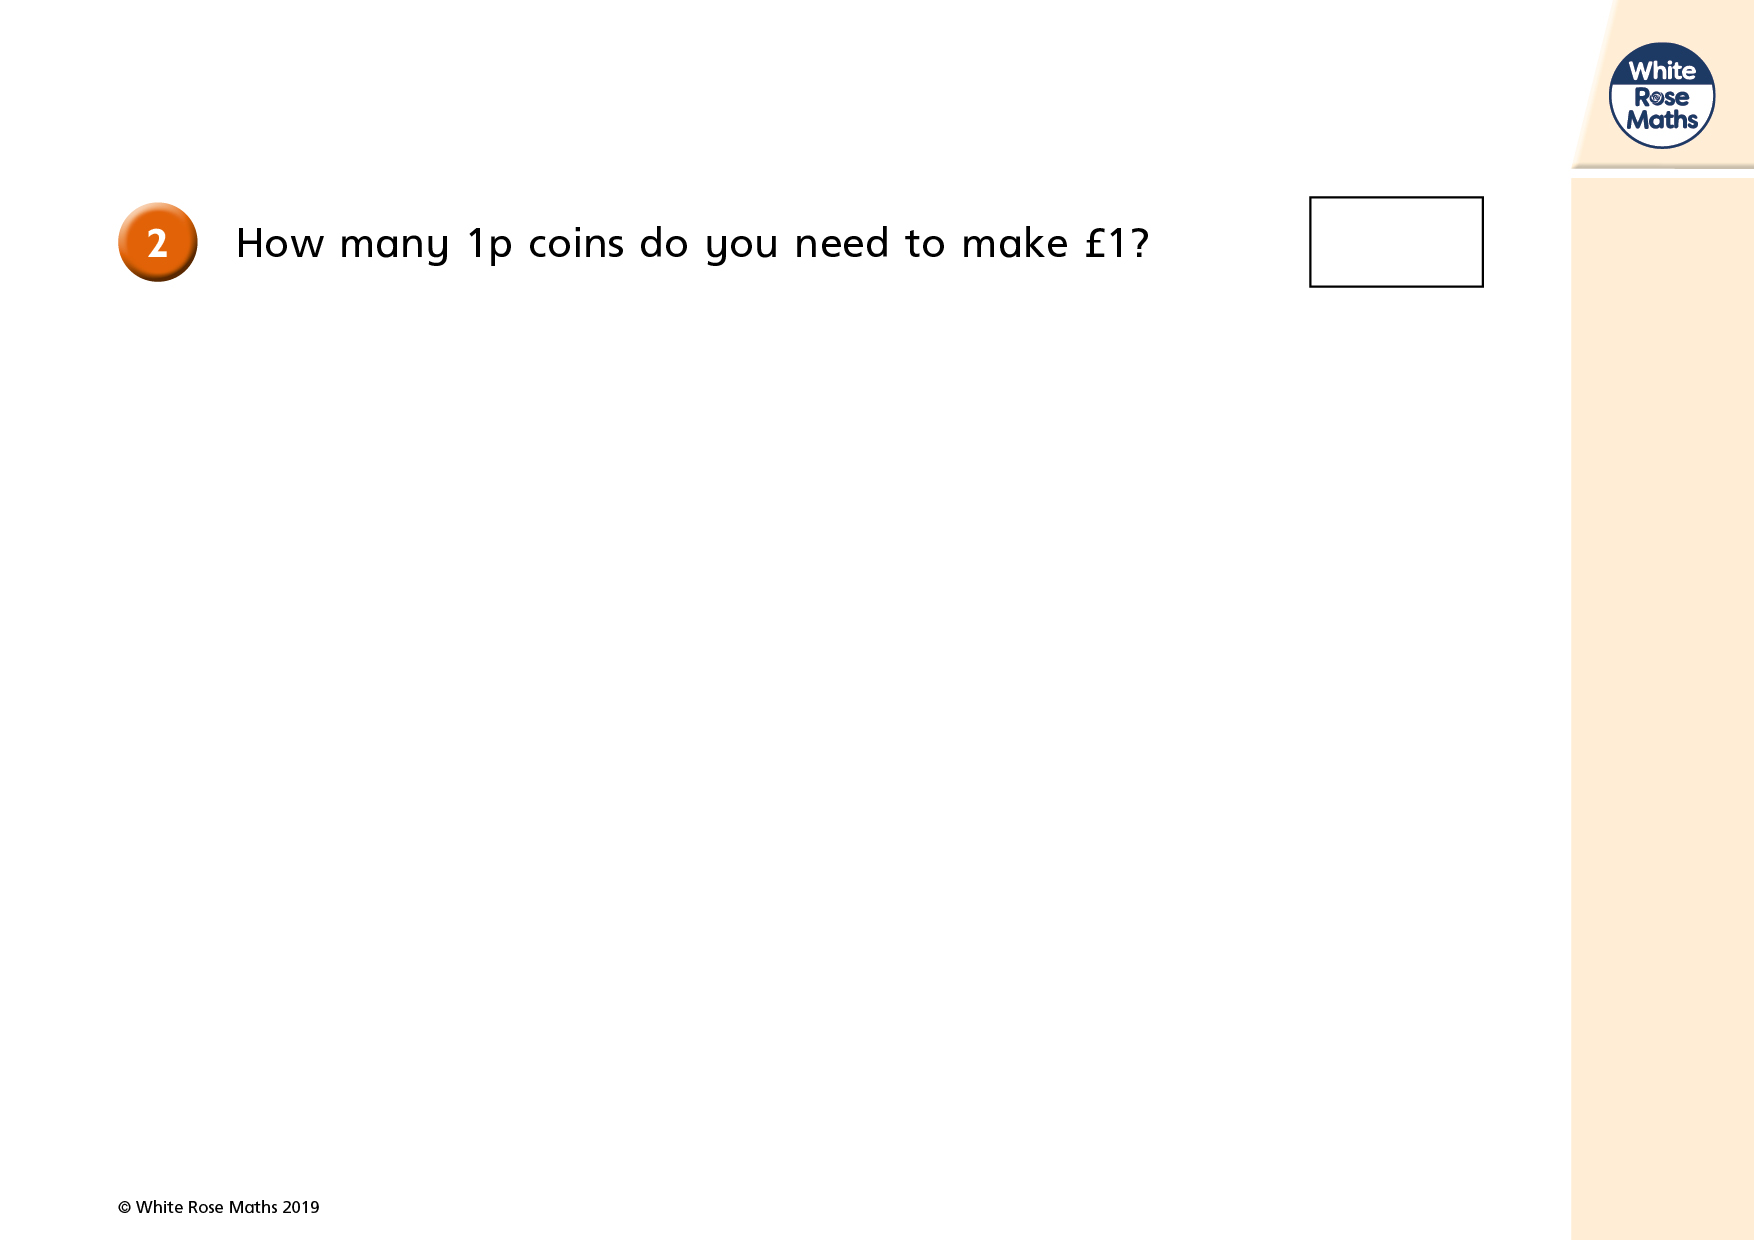 White
Rose
Maths
2 How many 1p coins do you need to make £1?
© White Rose Maths 2019